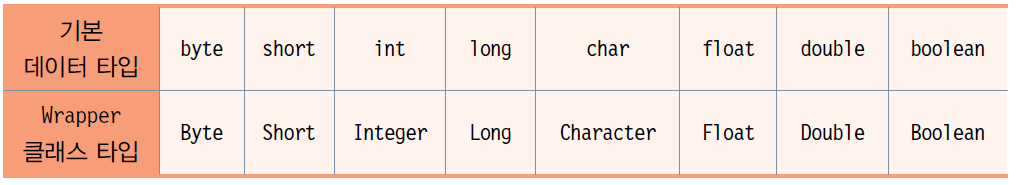 기본
데이터 타입
byte short int long char float double boolean
Wrapper
클래스 타입
Byte Short Integer Long Character Float Double Boolean